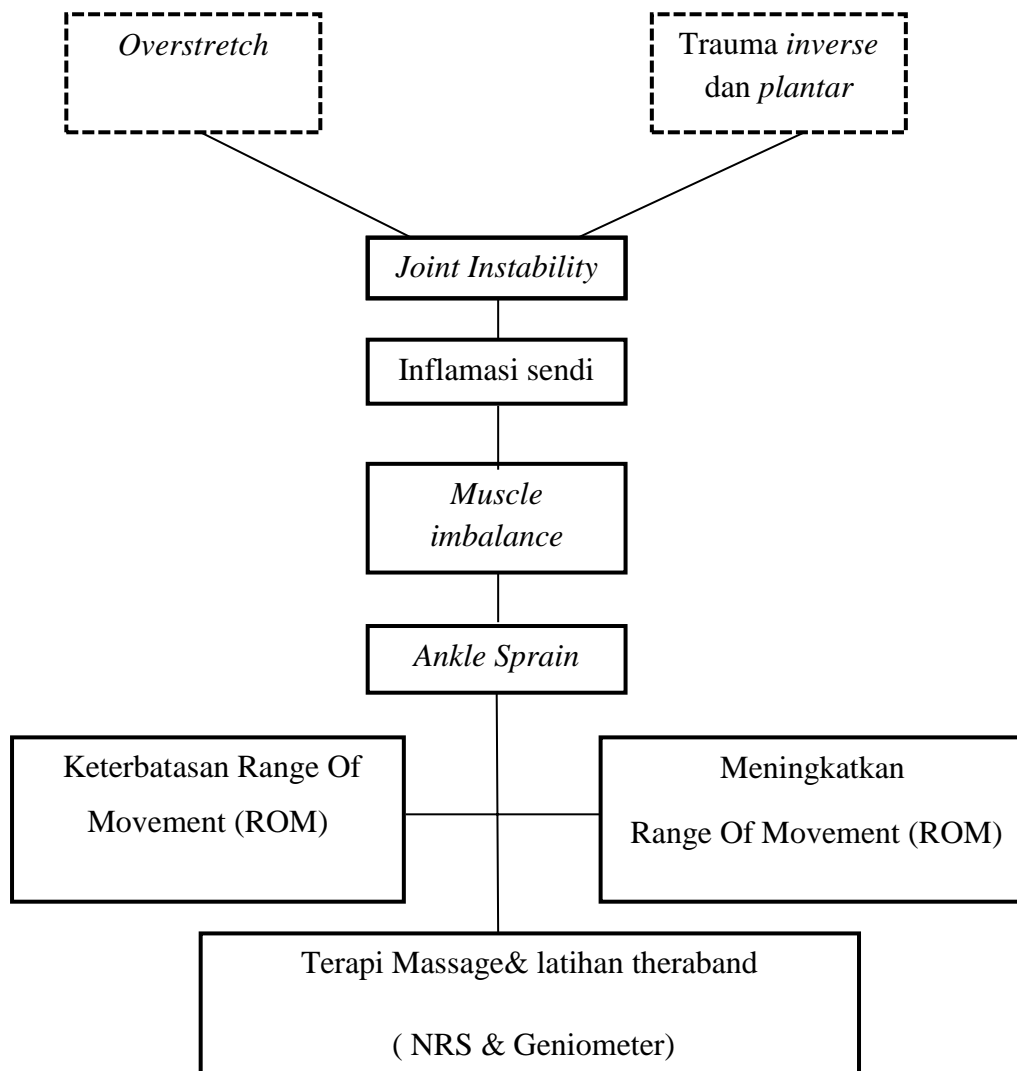 Overstretch
Trauma inverse
dan plantar
Joint Instability
Inflamasi sendi
Muscle
imbalance
Ankle Sprain
Keterbatasan Range Of
Movement (ROM)
Meningkatkan
Range Of Movement (ROM)
Terapi Massage& latihan theraband
( NRS & Geniometer)